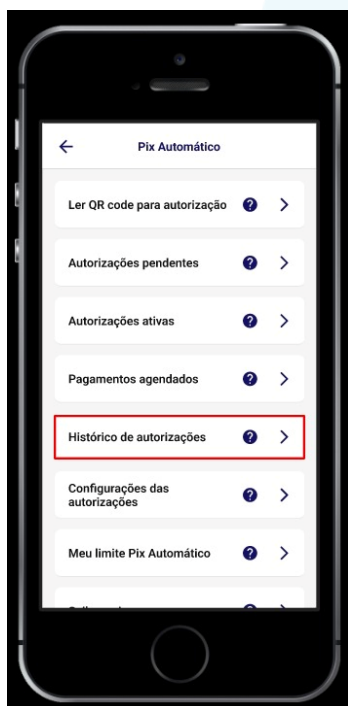 Pix Automático
Ler QR code para autorização
Autorizações pendentes
Autorizações ativas
Pagamentos agendados
Histórico de autorizações
Configurações das
autorizações
Meu limite Pix Automático